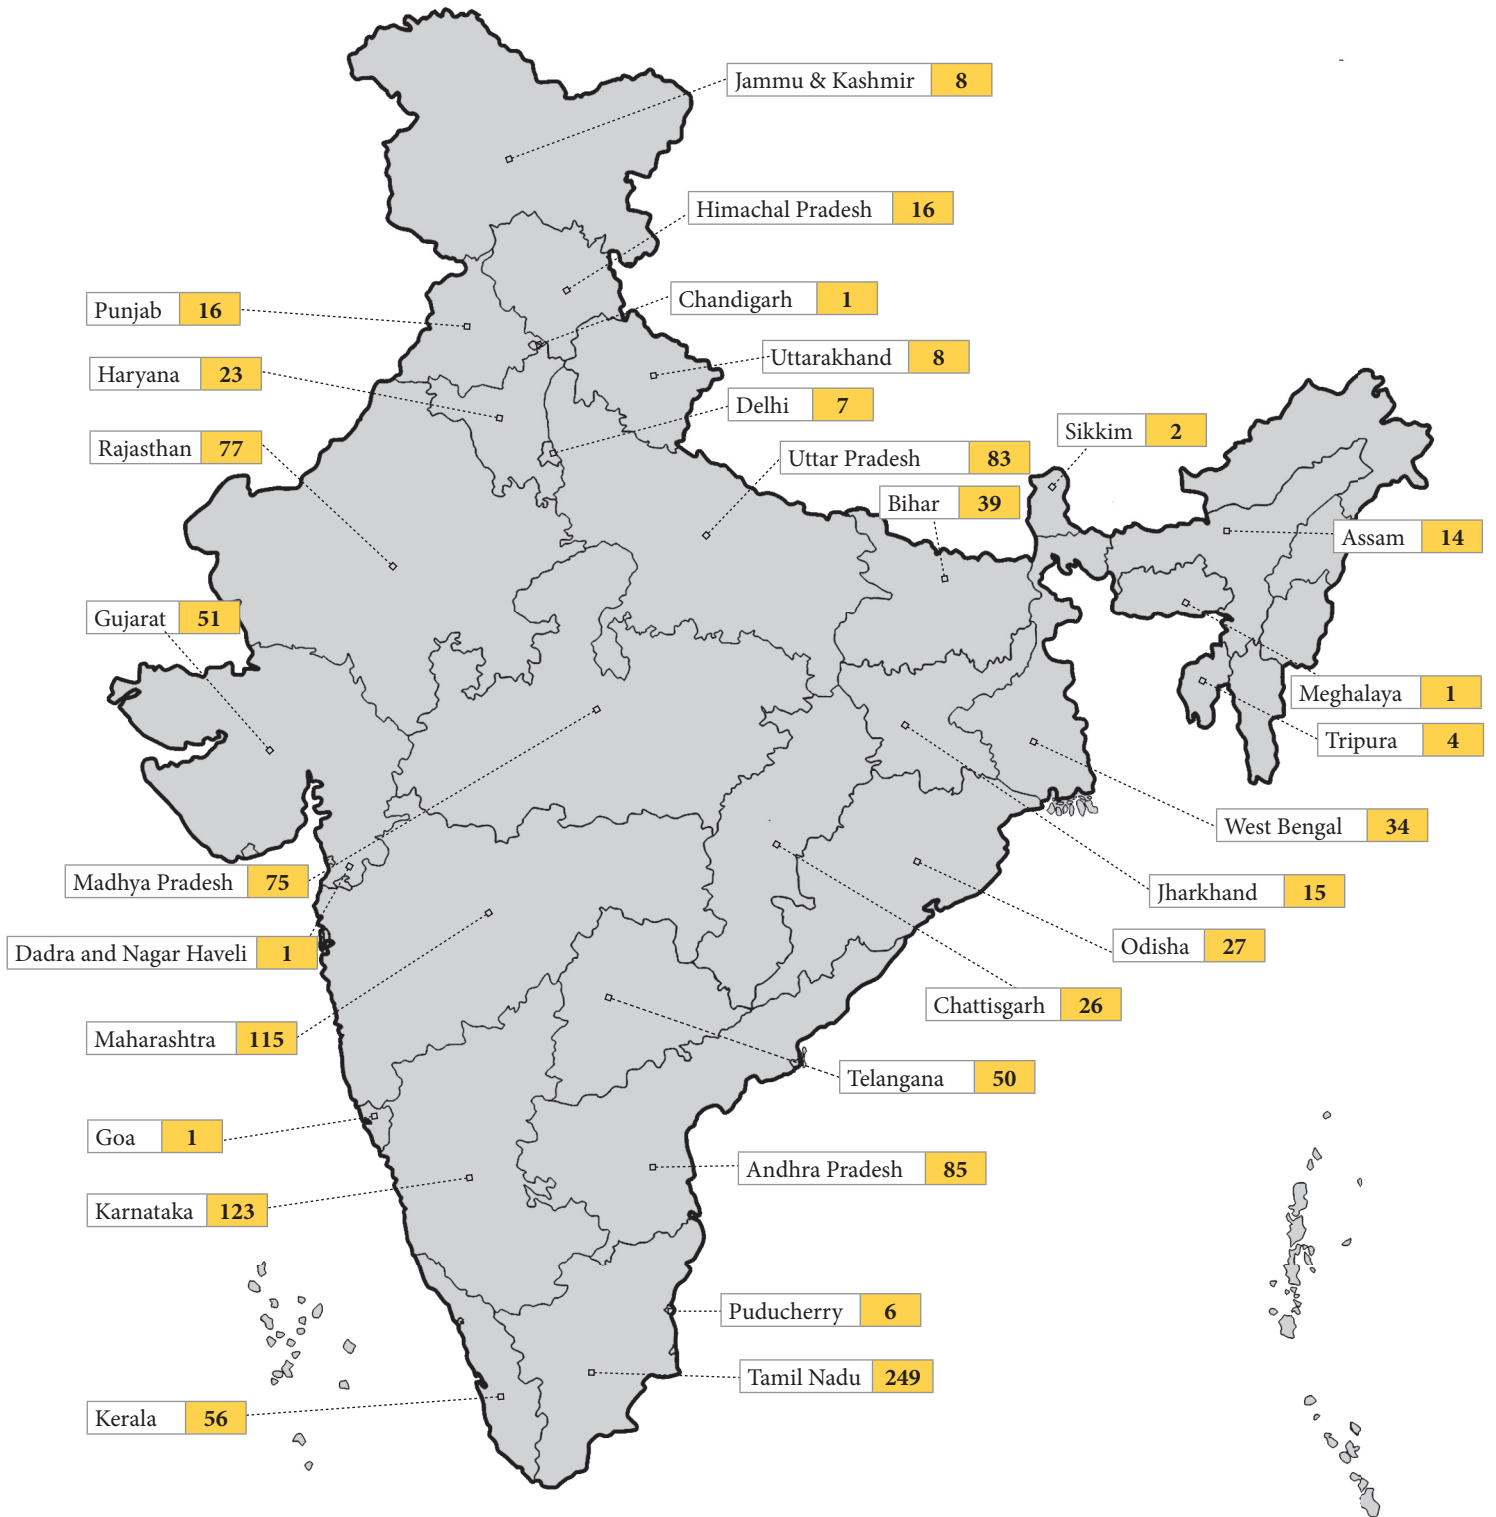 Jammu & Kashmir 8
Himachal Pradesh 16
Chandigarh 1
Punjab 16
Uttarakhand 8
Haryana 23
Delhi 7
Sikkim 2
Rajasthan 77
Uttar Pradesh 83
Bihar 39
Assam 14
Gujarat 51
Meghalaya 1
Tripura 4
West Bengal 34
Madhya Pradesh 75
Jharkhand 15
Odisha 27
Dadra and Nagar Haveli 1
Chattisgarh 26
Maharashtra 115
Telangana 50
Goa 1
Andhra Pradesh 85
Karnataka 123
Puducherry 6
Tamil Nadu 249
Kerala 56